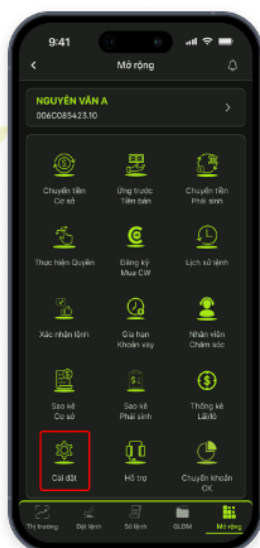 9:41
Mở rộng
NGUYỄN VĂN A
006C085423.10
Chuyển tiền
Cơ sở
Ứng trước
Tiền bán
Chuyển tiền
Phái sinh
Thực hiện Quyền
Đăng ký
Mua CW
Lịch sử lệnh
Xác nhận lệnh
Gia hạn
Khoản vay
Nhân viên
Chăm sóc
Sao kê
Cơ sở
Sao kê
Phái sinh
Thống kê
Lãi/lỗ
Cài đặt
Hỗ trợ
Chuyển khoản
CK
Thị trường
Đặt lệnh
Sổ lệnh
QLDM
Mở rộng